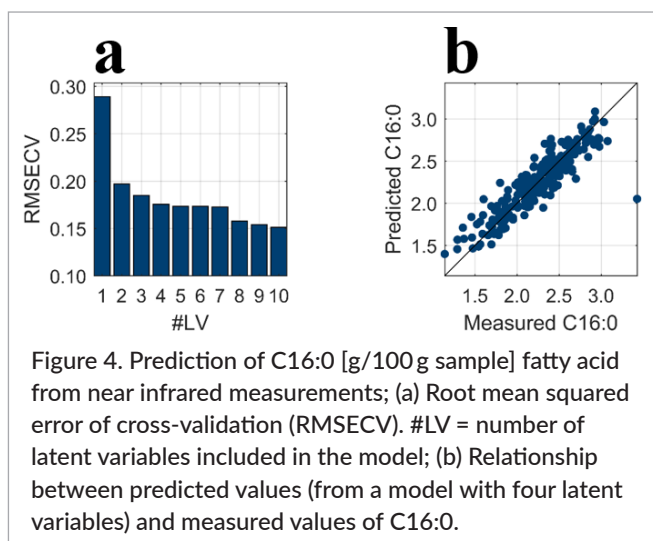 a
b
0.30
0.25
0.20
0.15
0.10
RMSECV
1 2 3 4 5 6 7 8 9 10
#LV
3.0
2.5
2.0
1.5
Predicted C16:0
1.5 2.0 2.5 3.0
Measured C16:0
Figure 4. Prediction of C16:0 [g/100 g sample] fatty acid
from near infrared measurements; (a) Root mean squared
error of cross-validation (RMSECV). #LV = number of
latent variables included in the model; (b) Relationship
between predicted values (from a model with four latent
variables) and measured values of C16:0.